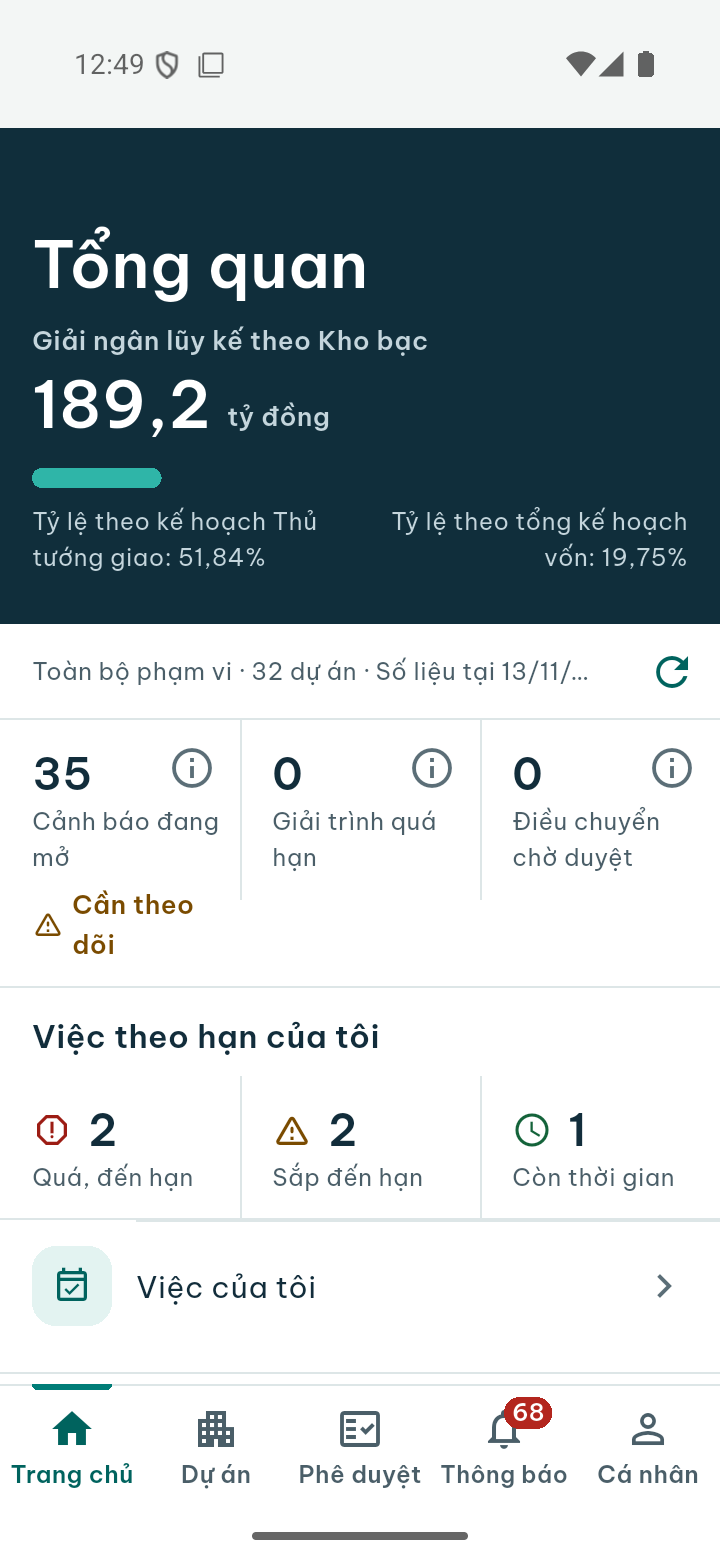 12:49
Tổng quan
Giải ngân lũy kế theo Kho bạc
189,2 tỷ đồng
Tỷ lệ theo kế hoạch Thủ
tướng giao: 51,84%
Tỷ lệ theo tổng kế hoạch
vốn: 19,75%
Toàn bộ phạm vi · 32 dự án · Số liệu tại 13/11/...
35
Cảnh báo đang
mở
Cần theo
dõi
0
Giải trình quá
hạn
0
Điều chuyển
chờ duyệt
Việc theo hạn của tôi
2
Quá, đến hạn
2
Sắp đến hạn
1
Còn thời gian
Việc của tôi
68
Trang chủ
Dự án
Phê duyệt
Thông báo
Cá nhân